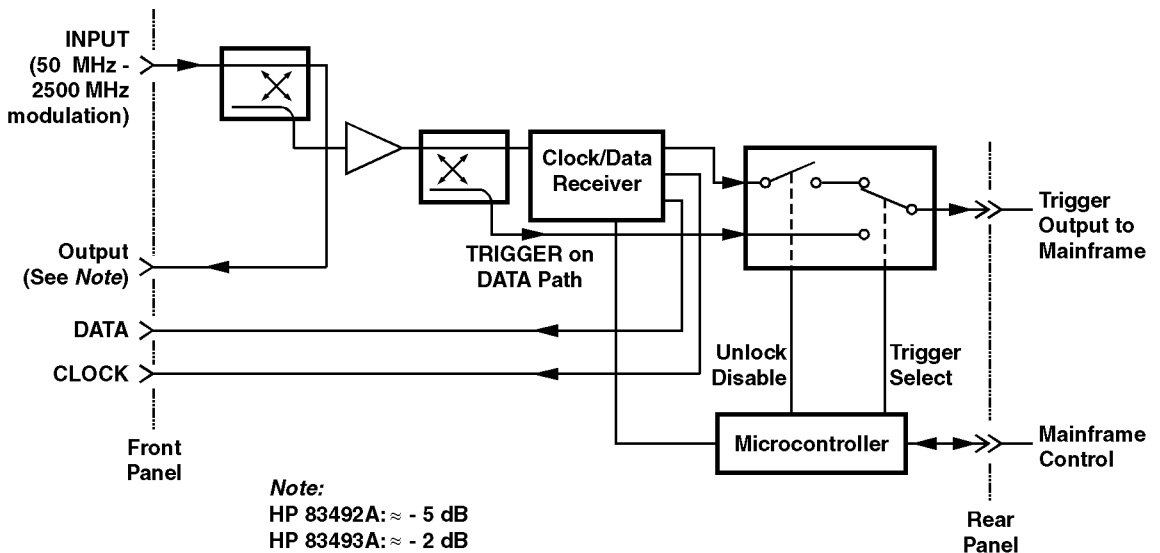 INPUT
(50 MHz -
2500 MHz
modulation)
Clock/Data
Receiver
Trigger
Output to
Mainframe
Output
(See Note)
TRIGGER on
DATA Path
DATA
CLOCK
Unlock
Disable
Trigger
Select
Front
Panel
Microcontroller
Mainframe
Control
Note:
HP 83492A: ≈ - 5 dB
HP 83493A: ≈ - 2 dB
Rear
Panel